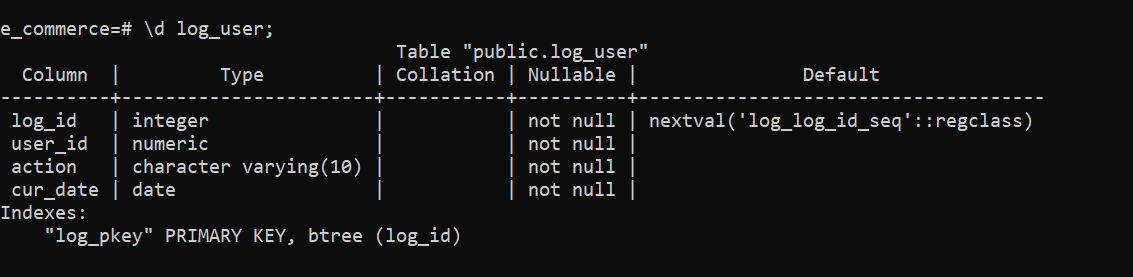 e_commerce=# \d log_user;
                                  Table "public.log_user"
  Column  |         Type          | Collation | Nullable |               Default
----------+-----------------------+-----------+----------+-------------------------------------
 log_id   | integer               |           | not null | nextval('log_log_id_seq'::regclass)
 user_id  | numeric               |           | not null |
 action   | character varying(10) |           | not null |
 cur_date | date                  |           | not null |
Indexes:
    "log_pkey" PRIMARY KEY, btree (log_id)